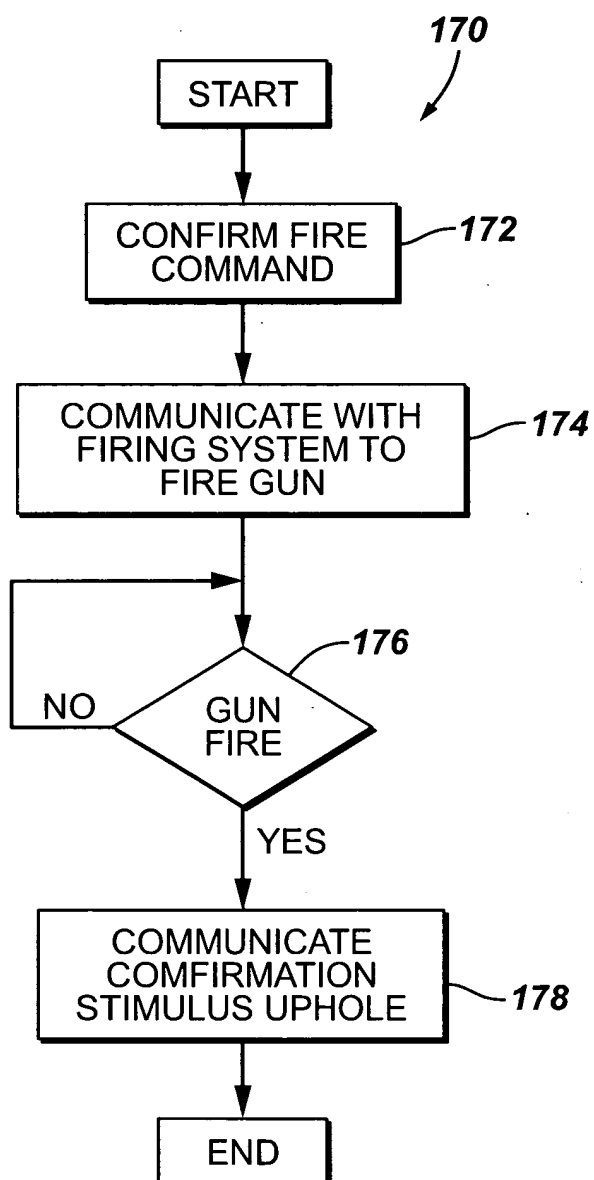 170
START
CONFIRM FIRE
COMMAND
172
COMMUNICATE WITH
FIRING SYSTEM TO
FIRE GUN
174
176
NO
GUN
FIRE
YES
COMMUNICATE
COMFIRMATION
STIMULUS UPHOLE
178
END